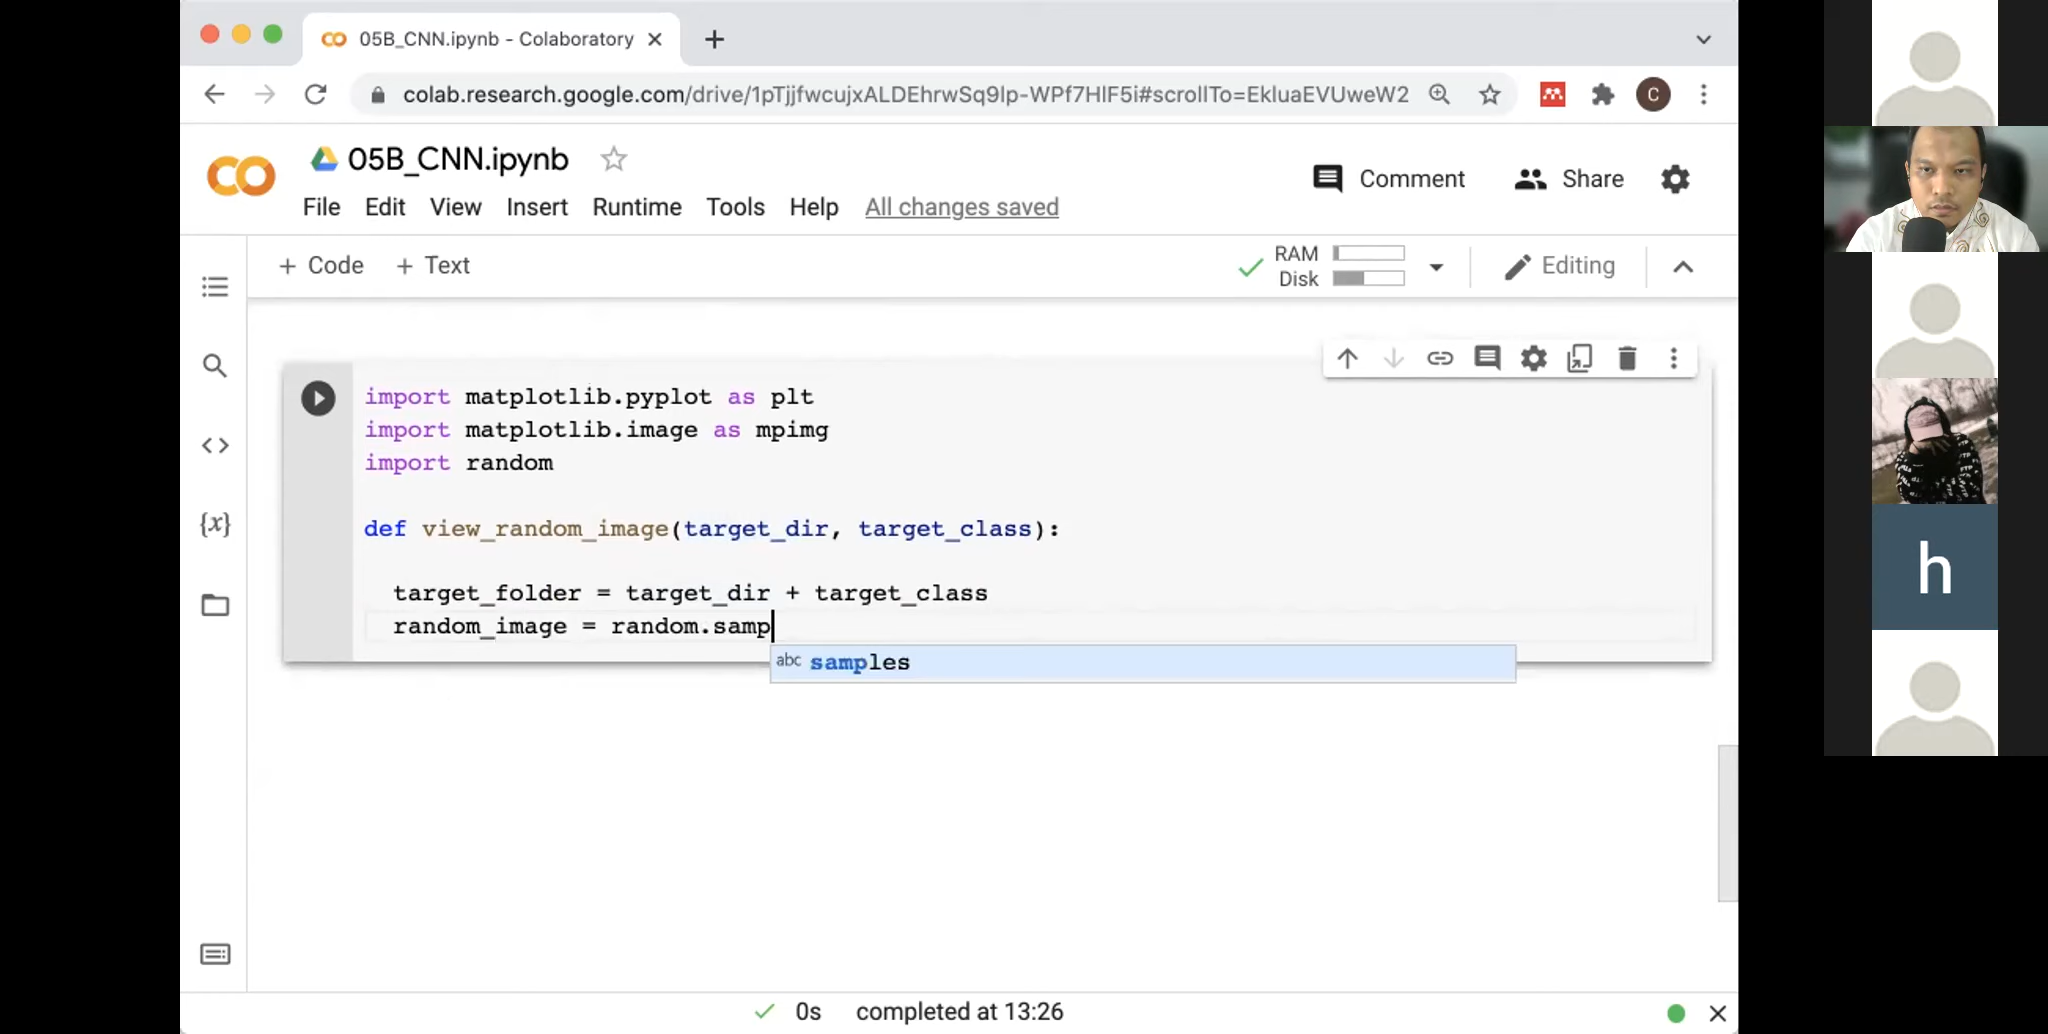 05B_CNN.ipynb - Colaboratory
colab.research.google.com/drive/1pTjjfwcujxALDEhrwSq9lp-WPf7HlF5i#scrollTo=EkluaEVUweW2
C
CO
05B_CNN.ipynb
Comment
Share
File Edit View Insert Runtime Tools Help All changes saved
+ Code + Text
RAM
Disk
Editing
import matplotlib.pyplot as plt
import matplotlib.image as mpimg
import random
def view_random_image(target_dir, target_class):
target_folder = target_dir + target_class
random_image = random.samp
abc samples
{x}
0s completed at 13:26
h